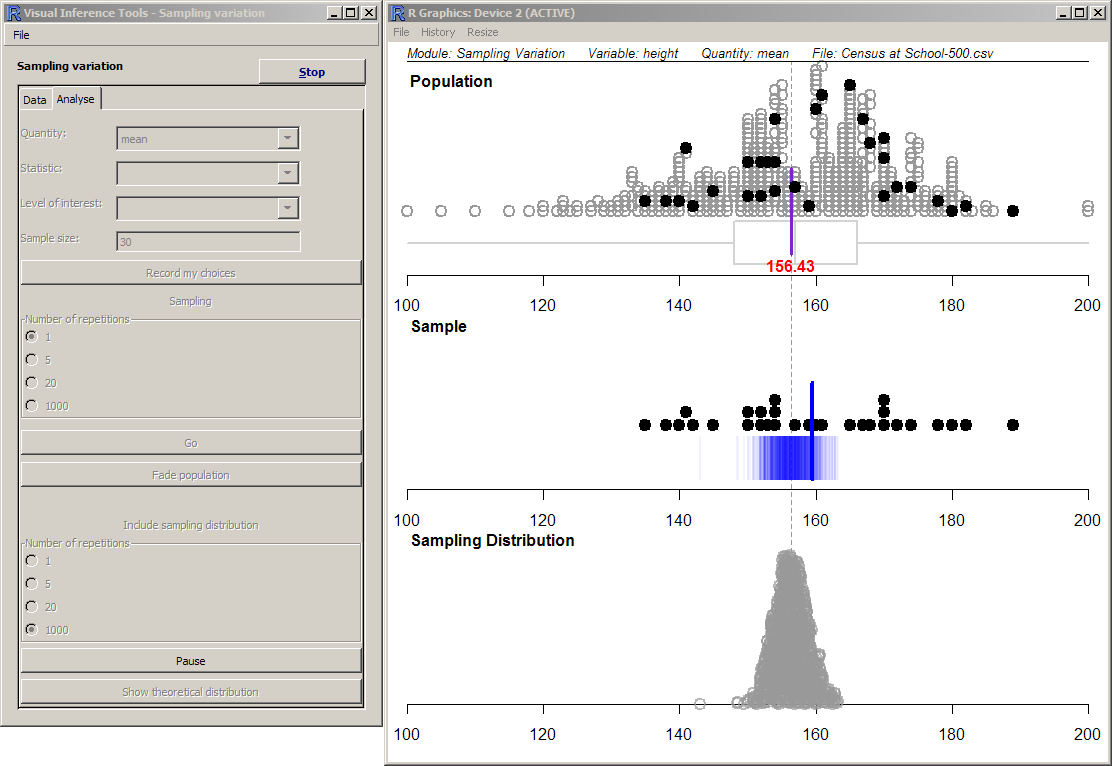 Visual Inference Tools - Sampling variation
File
Sampling variation
Stop
Data Analyse
Quantity: mean
Statistic:
Level of interest:
Sample size: 30
Record my choices
Sampling
Number of repetitions
1
5
20
1000
Go
Fade population
Include sampling distribution
Number of repetitions
1
5
20
1000
Pause
Show theoretical distribution
R Graphics: Device 2 (ACTIVE)
File History Resize
Module: Sampling Variation Variable: height Quantity: mean File: Census at School-500.csv
Population
156.43
100 120 140 160 180 200
Sample
100 120 140 160 180 200
Sampling Distribution
100 120 140 160 180 200